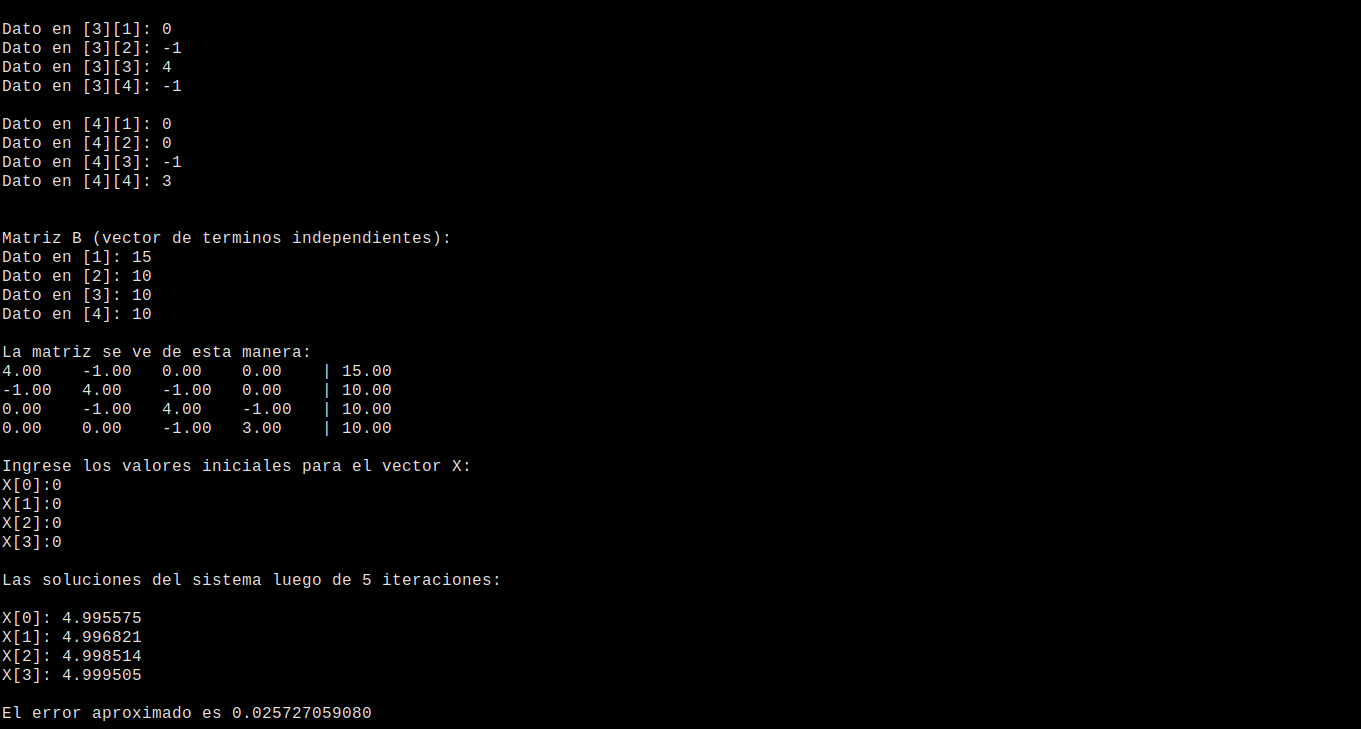 Dato en [3][1]: 0
Dato en [3][2]: -1
Dato en [3][3]: 4
Dato en [3][4]: -1
Dato en [4][1]: 0
Dato en [4][2]: 0
Dato en [4][3]: -1
Dato en [4][4]: 3
Matriz B (vector de terminos independientes):
Dato en [1]: 15
Dato en [2]: 10
Dato en [3]: 10
Dato en [4]: 10
La matriz se ve de esta manera:
4.00    -1.00   0.00    0.00    | 15.00
-1.00   4.00    -1.00   0.00    | 10.00
0.00    -1.00   4.00    -1.00   | 10.00
0.00    0.00    -1.00   3.00    | 10.00
Ingrese los valores iniciales para el vector X:
X[0]:0
X[1]:0
X[2]:0
X[3]:0
Las soluciones del sistema luego de 5 iteraciones:
X[0]: 4.995575
X[1]: 4.996821
X[2]: 4.998514
X[3]: 4.999505
El error aproximado es 0.025727059080